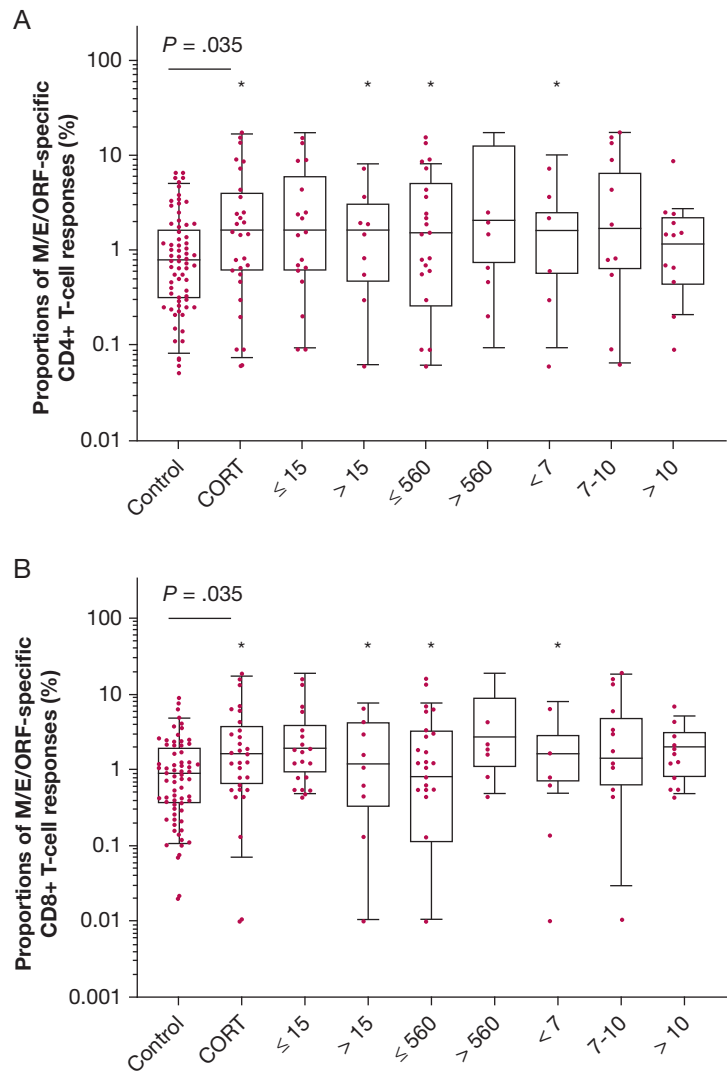 A
P = .035
* * * *
Proportions of M/E/ORF-specific
CD4+ T-cell responses (%)
100
10
1
0.1
0.01
Control CORT ≤ 15 > 15 ≤ 560 > 560 < 7 7-10 > 10
B
P = .035
* * * *
Proportions of M/E/ORF-specific
CD8+ T-cell responses (%)
100
10
1
0.1
0.01
0.001
Control CORT ≤ 15 > 15 ≤ 560 > 560 < 7 7-10 > 10